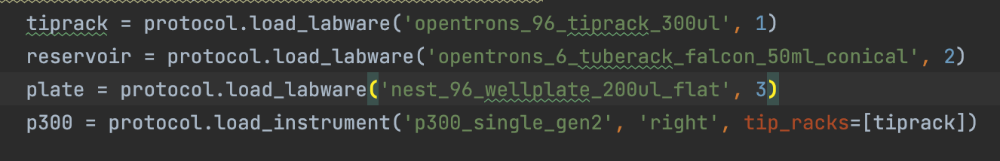 tiprack = protocol.load_labware('opentrons_96_tiprack_300ul', 1)
reservoir = protocol.load_labware('opentrons_6_tuberack_falcon_50ml_conical', 2)
plate = protocol.load_labware('nest_96_wellplate_200ul_flat', 3)
p300 = protocol.load_instrument('p300_single_gen2', 'right', tip_racks=[tiprack])